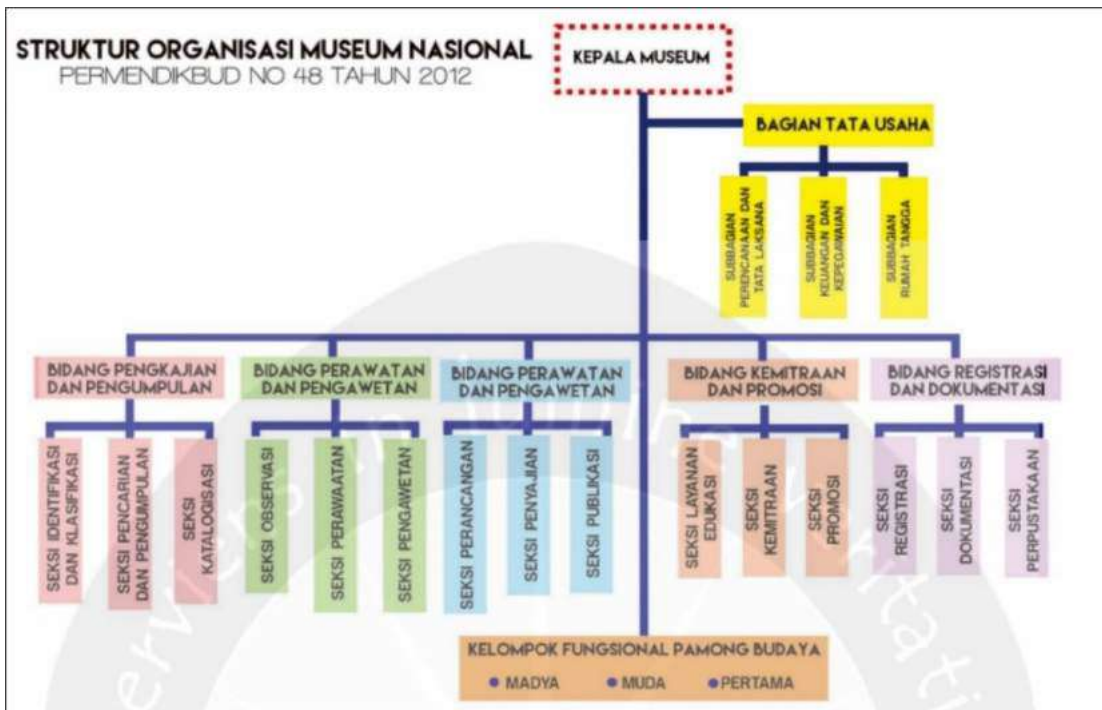 STRUKTUR ORGANISASI MUSEUM NASIONAL
PERMENDIKBUD NO 48 TAHUN 2012
KEPALA MUSEUM
BAGIAN TATA USAHA
SUBBAGIAN
PERENCANAAN DAN
TATA LAKSANA
SUBBAGIAN
KEUANGAN DAN
KEPEGAWAIAN
SUBBAGIAN
RUMAH TANGGA
BIDANG PENGKAJIAN
DAN PENGUMPULAN
BIDANG PERAWATAN
DAN PENGAWETAN
BIDANG PERAWATAN
DAN PENGAWETAN
BIDANG KEMITRAAN
DAN PROMOSI
BIDANG REGISTRASI
DAN DOKUMENTASI
SEKSI IDENTIFIKASI
DAN KLASIFIKASI
SEKSI PENCARIAN
DAN PENGUMPULAN
SEKSI
KATALOGISASI
SEKSI OBSERVASI
SEKSI PERAWAATAN
SEKSI PENGAWETAN
SEKSI PERANCANGAN
SEKSI PENYAJIAN
SEKSI PUBLIKASI
SEKSI LAYANAN
EDUKASI
SEKSI
KEMITRAAN
SEKSI
PROMOSI
SEKSI
REGISTRASI
SEKSI
DOKUMENTASI
SEKSI
PERPUSTAKAAN
KELOMPOK FUNGSIONAL PAMONG BUDAYA
• MADYA • MUDA • PERTAMA